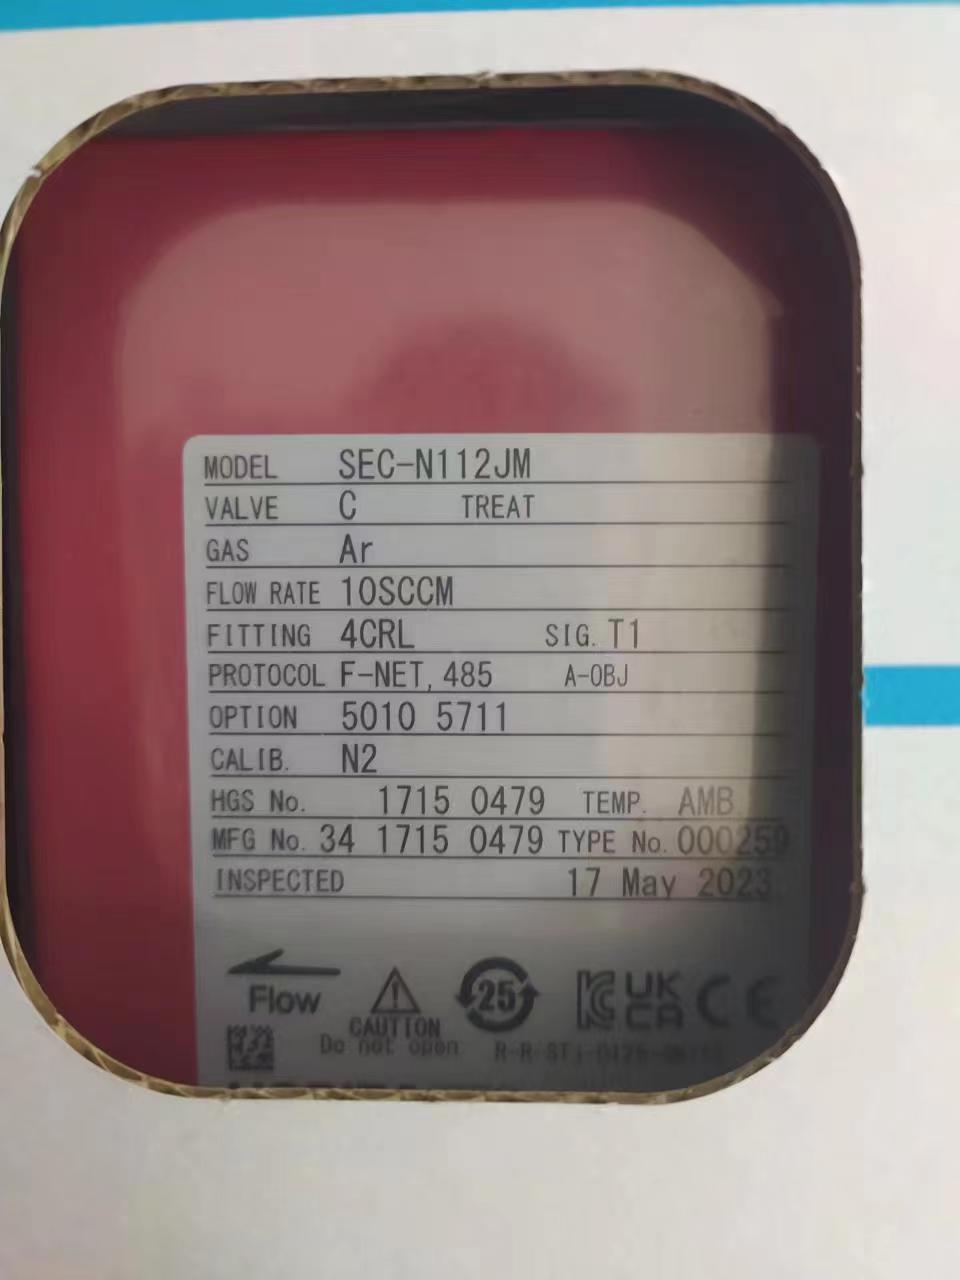 MODEL SEC-N112JM
VALVE C TREAT
GAS Ar
FLOW RATE 10SCCM
FITTING 4CRL SIG. T1
PROTOCOL F-NET, 485 A-OBJ
OPTION 5010 5711
CALIB. N2
HGS No. 1715 0479 TEMP. AMB
MFG No. 34 1715 0479 TYPE No. 000259
INSPECTED 17 May 2023.
Flow
CAUTION
Do not open
25
UK
CA
CE